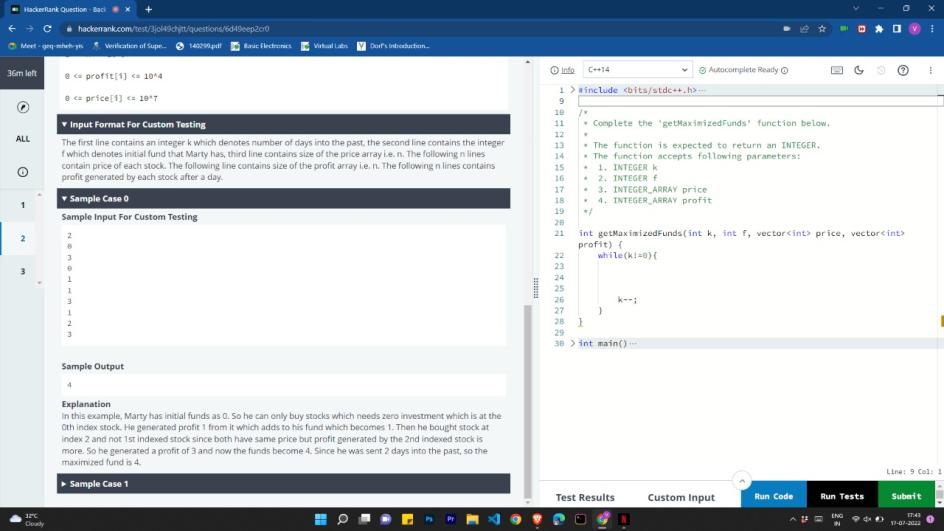 HackerRank Question - Baci
hackerrank.com/test/3jol49chjtt/questions/6d49eep2cr0
Meet - geq-mheh-yis
Verification of Supe...
140299.pdf
Basic Electronics
Virtual Labs
Dorf's Introduction...
36m left
ALL
1
2
3
0 <= profit[i] <= 10^4
0 <= price[i] <= 10^7
Input Format For Custom Testing
The first line contains an integer k which denotes number of days into the past, the second line contains the integer
f which denotes initial fund that Marty has, third line contains size of the price array i.e. n. The following n lines
contain price of each stock. The following line contains size of the profit array i.e. n. The following n lines contains
profit generated by each stock after a day.
Sample Case 0
Sample Input For Custom Testing
2
0
3
0
1
1
3
1
2
3
Sample Output
4
Explanation
In this example, Marty has initial funds as 0. So he can only buy stocks which needs zero investment which is at the
0th index stock. He generated profit 1 from it which adds to his fund which becomes 1. Then he bought stock at
index 2 and not 1st indexed stock since both have same price but profit generated by the 2nd indexed stock is
more. So he generated a profit of 3 and now the funds become 4. Since he was sent 2 days into the past, so the
maximized fund is 4.
Sample Case 1
Info
C++14
Autocomplete Ready
1 > #include <bits/stdc++.h>...
9
10 /*
11 * Complete the 'getMaximizedFunds' function below.
12 *
13 * The function is expected to return an INTEGER.
14 * The function accepts following parameters:
15 * 1. INTEGER k
16 * 2. INTEGER f
17 * 3. INTEGER_ARRAY price
18 * 4. INTEGER_ARRAY profit
19 */
20
21 int getMaximizedFunds(int k, int f, vector<int> price, vector<int>
profit) {
22 while(k!=0){
23
24
25
26 k--;
27 }
28 }
29
30 > int main()...
Line: 9 Col: 1
Test Results
Custom Input
Run Code
Run Tests
Submit
32°C
Cloudy
ENG
IN
17:43
17-07-2022